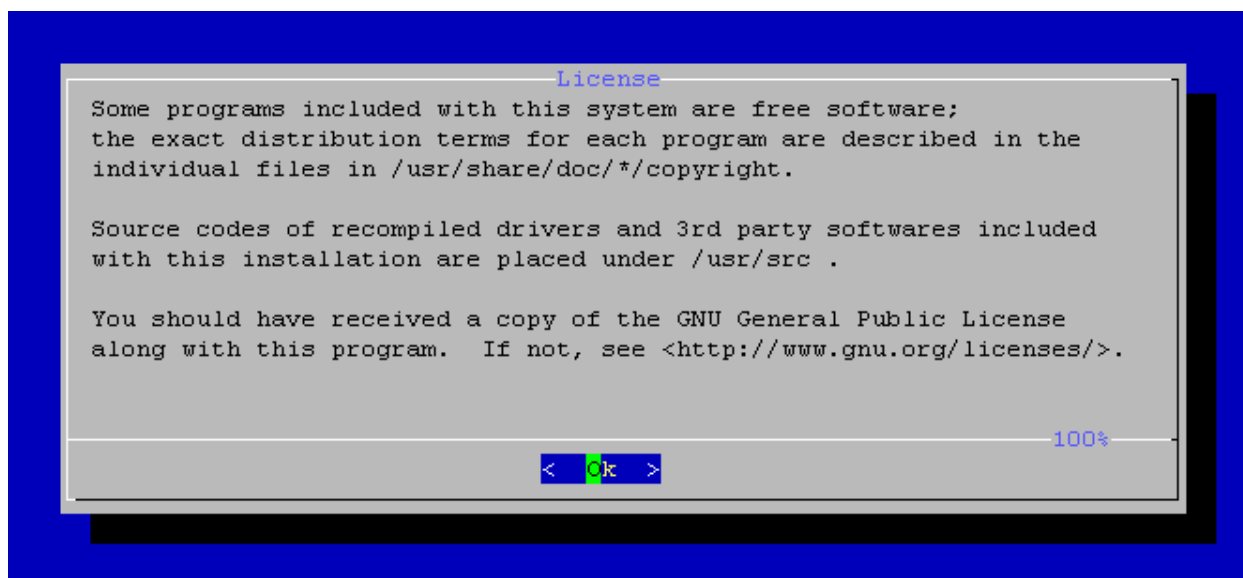 License
Some programs included with this system are free software;
the exact distribution terms for each program are described in the
individual files in /usr/share/doc/*/copyright.
Source codes of recompiled drivers and 3rd party softwares included
with this installation are placed under /usr/src .
You should have received a copy of the GNU General Public License
along with this program.  If not, see <http://www.gnu.org/licenses/>.
100%
<  Ok  >